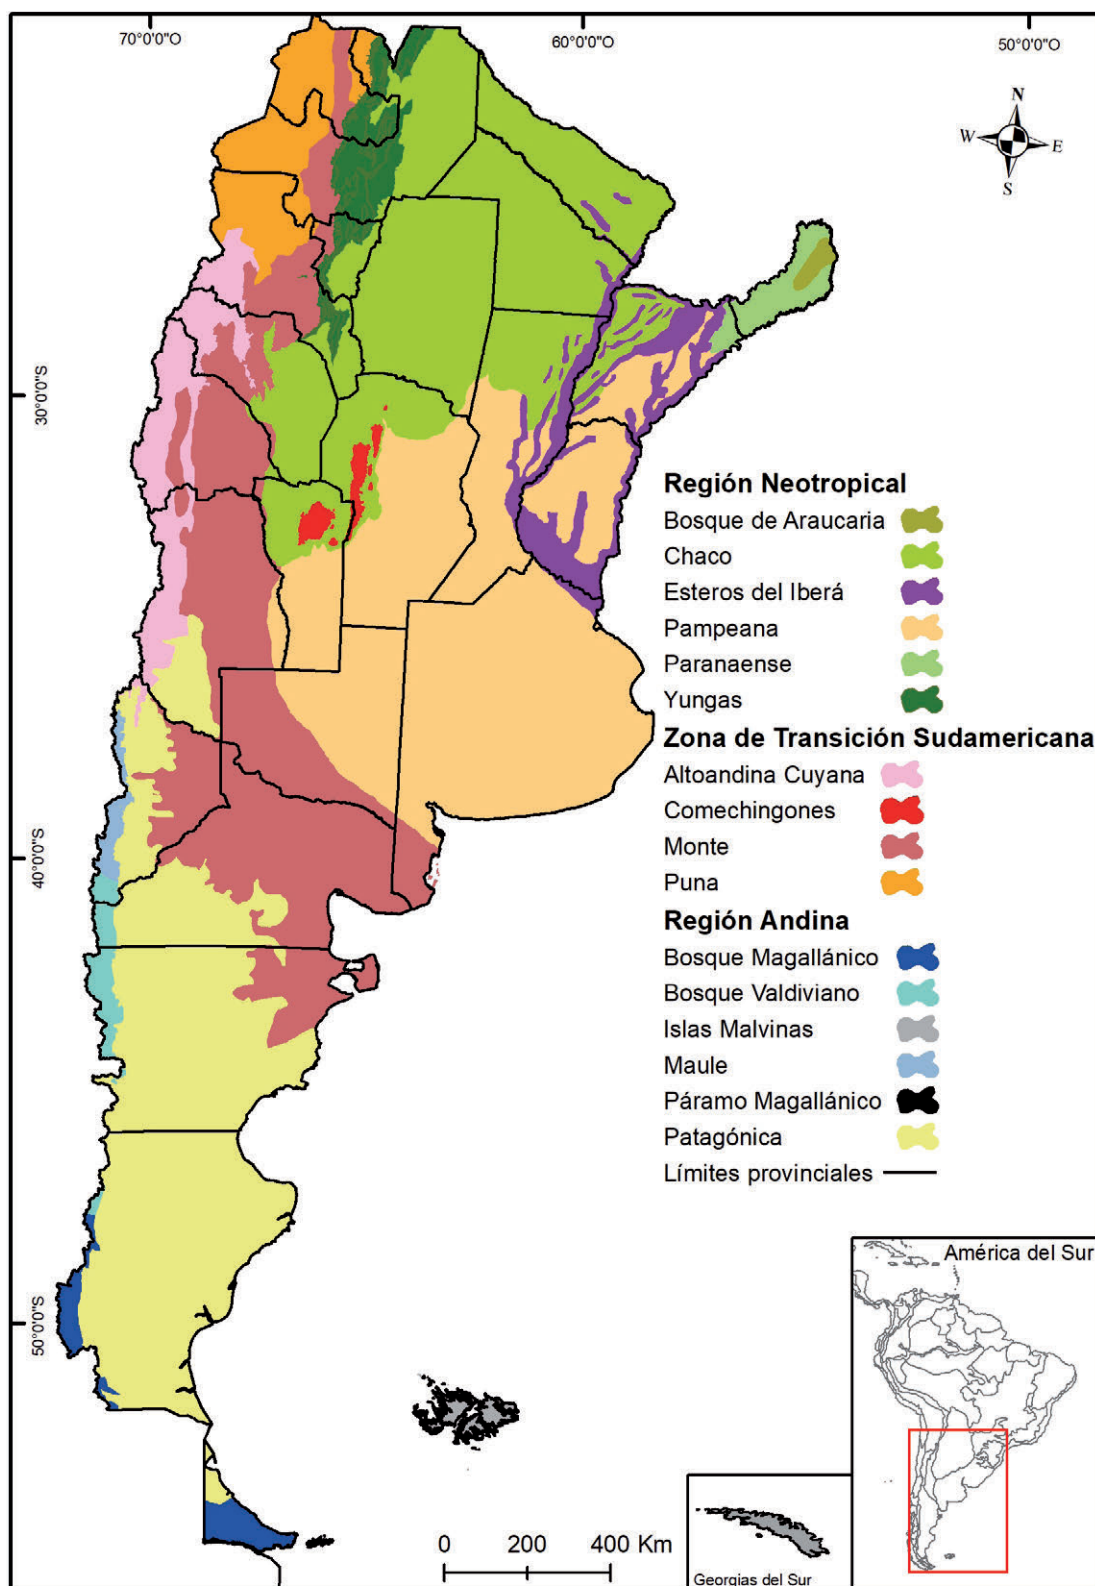 70°0'0"O
60°0'0"O
50°0'0"O
N
W
E
S
30°0'0"S
40°0'0"S
50°0'0"S
Región Neotropical
Bosque de Araucaria
Chaco
Esteros del Iberá
Pampeana
Paranaense
Yungas
Zona de Transición Sudamericana
Altoandina Cuyana
Comechingones
Monte
Puna
Región Andina
Bosque Magallánico
Bosque Valdiviano
Islas Malvinas
Maule
Páramo Magallánico
Patagónica
Límites provinciales
América del Sur
0 200 400 Km
Georgias del Sur